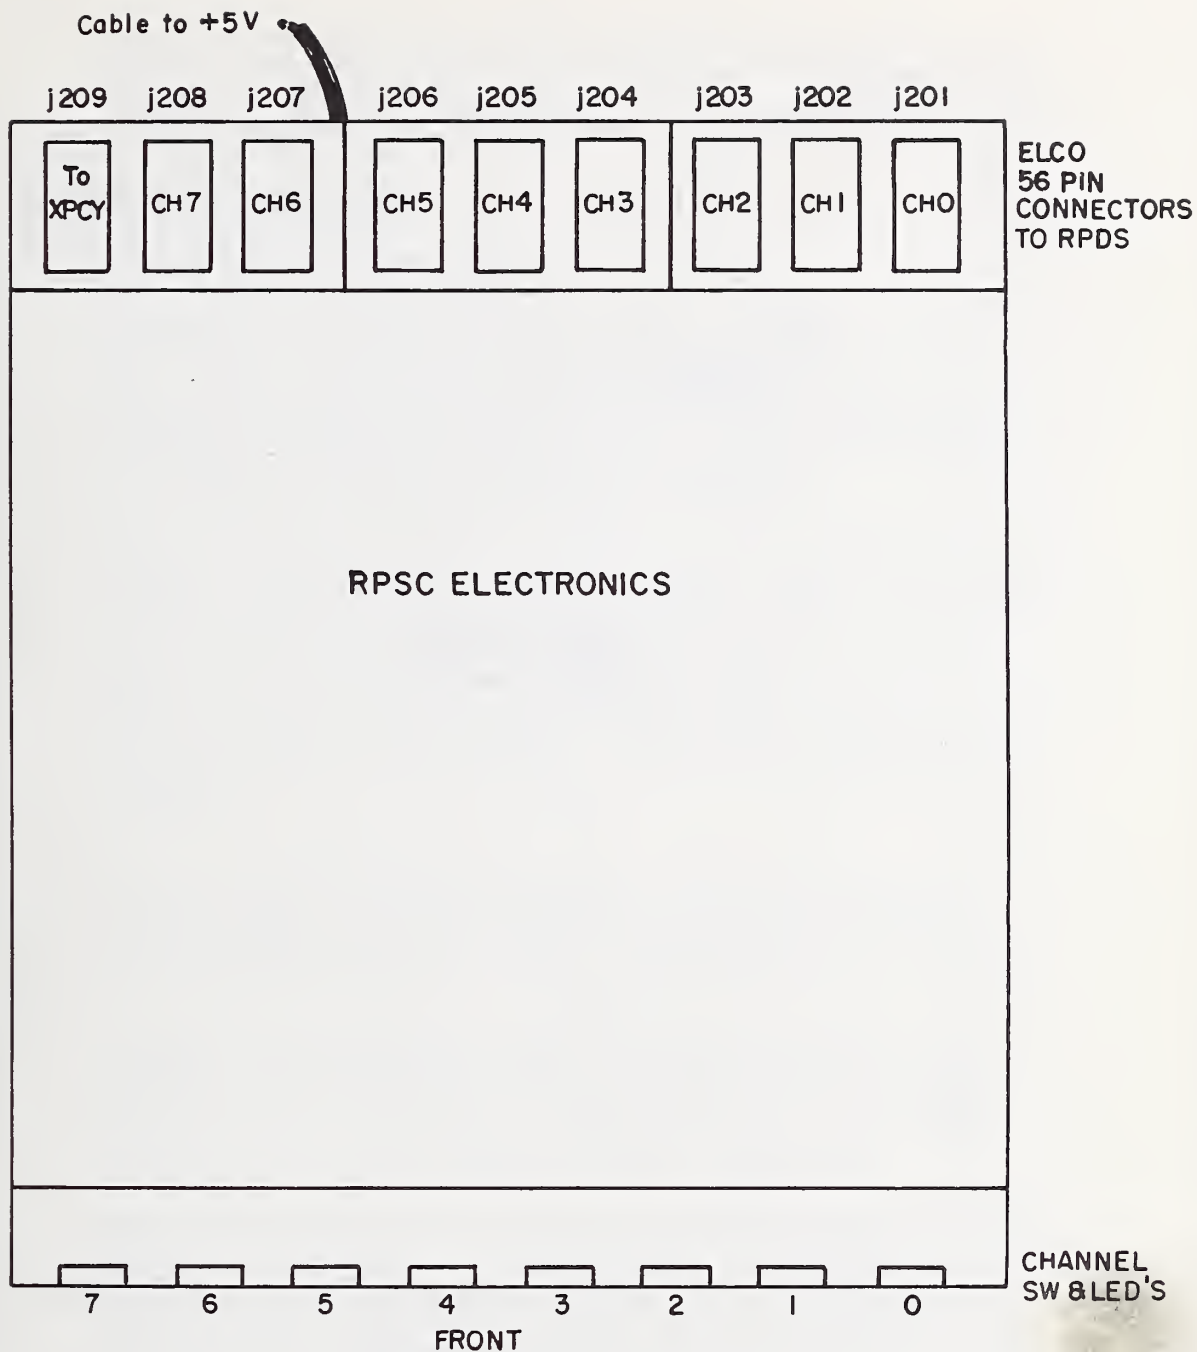 Cable to +5V
j209 j208 j207 j206 j205 j204 j203 j202 j201
To
XPCY
CH7 CH6 CH5 CH4 CH3 CH2 CH1 CH0
ELCO
56 PIN
CONNECTORS
TO RPDS
RPSC ELECTRONICS
CHANNEL
SW & LED'S
7 6 5 4 3 2 1 0
FRONT